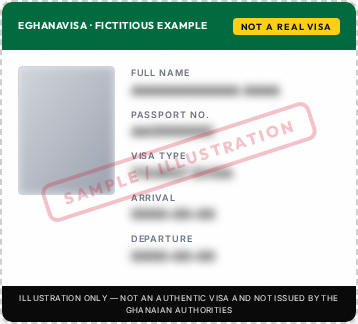 EGHANAVISA · FICTITIOUS EXAMPLE
NOT A REAL VISA
FULL NAME
PASSPORT NO.
VISA TYPE
SAMPLE / ILLUSTRATION
ARRIVAL
DEPARTURE
ILLUSTRATION ONLY — NOT AN AUTHENTIC VISA AND NOT ISSUED BY THE
GHANAIAN AUTHORITIES